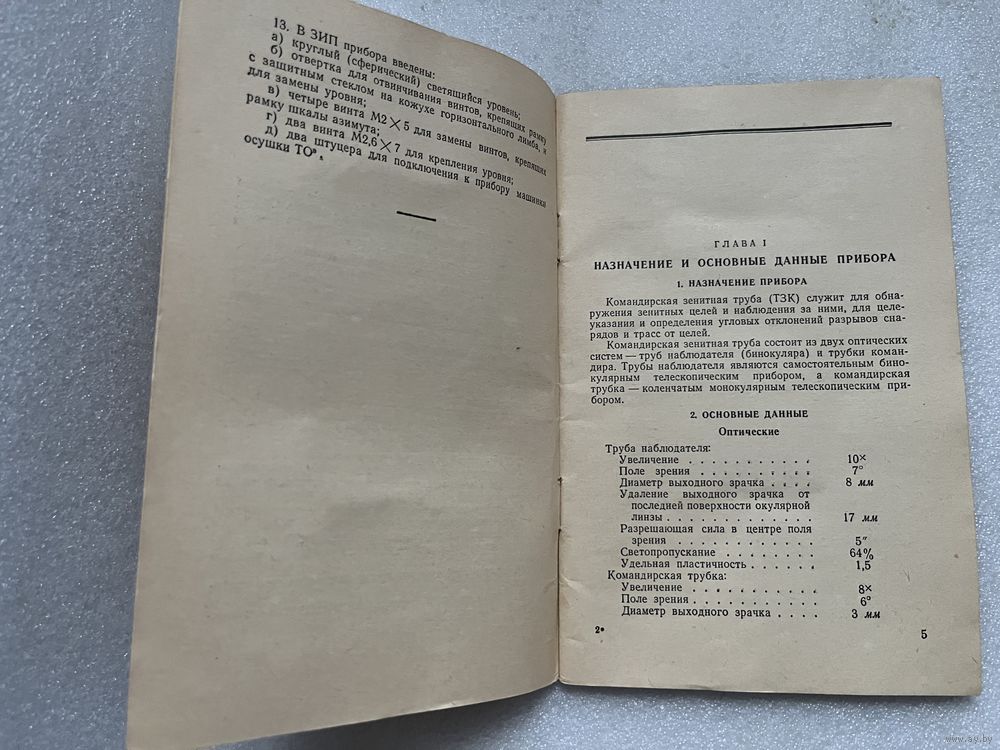 13. В ЗИП прибора введены:
а) круглый (сферический) светящийся уровень;
б) отвертка для отвинчивания винтов, крепящих рамку
с защитным стеклом на кожухе горизонтального лимба, и
для замены уровня;
в) четыре винта М2×5 для замены винтов, крепящих
рамку шкалы азимута;
г) два винта М2,6×7 для крепления уровня;
д) два штуцера для подключения к прибору машинки
осушки ТО".
ГЛАВА I
НАЗНАЧЕНИЕ И ОСНОВНЫЕ ДАННЫЕ ПРИБОРА
1. НАЗНАЧЕНИЕ ПРИБОРА
Командирская зенитная труба (ТЗК) служит для обна-
ружения зенитных целей и наблюдения за ними, для целе-
указания и определения угловых отклонений разрывов сна-
рядов и трасс от целей.
Командирская зенитная труба состоит из двух оптических
систем — труб наблюдателя (бинокуляра) и трубки коман-
дира. Трубы наблюдателя являются самостоятельным бино-
кулярным телескопическим прибором, а командирская
трубка — коленчатым монокулярным телескопическим при-
бором.
2. ОСНОВНЫЕ ДАННЫЕ
Оптические
Труба наблюдателя:
Увеличение . . . . . . . . . . . 10×
Поле зрения . . . . . . . . . . . 7°
Диаметр выходного зрачка . . . . 8 мм
Удаление выходного зрачка от
последней поверхности окулярной
линзы . . . . . . . . . . . . . 17 мм
Разрешающая сила в центре поля
зрения . . . . . . . . . . . . 5″
Светопропускание . . . . . . . . 64%
Удельная пластичность . . . . . . 1,5
Командирская трубка:
Увеличение . . . . . . . . . . . 8×
Поле зрения . . . . . . . . . . . 6°
Диаметр выходного зрачка . . . . 3 мм
2*
5
www.ay.by